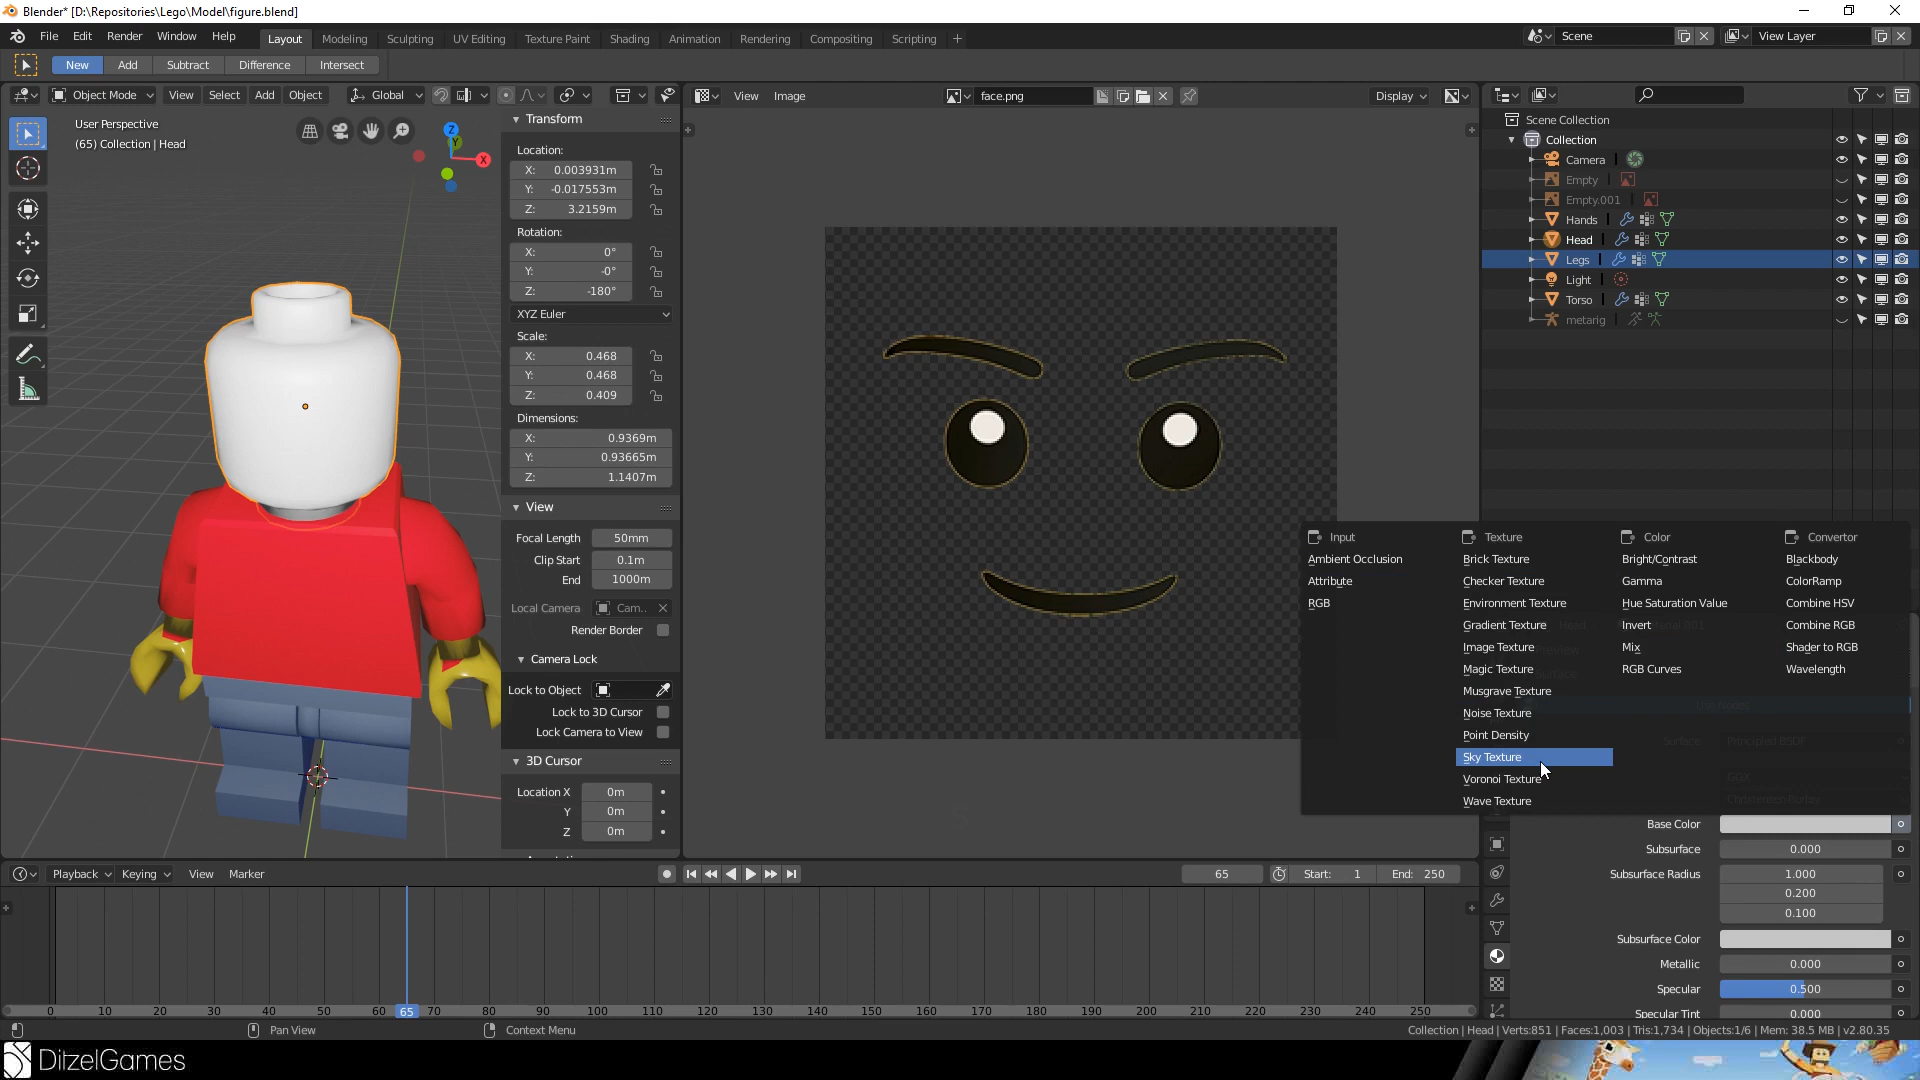 Blender* [D:\Repositories\Lego\Model\figure.blend]
File Edit Render Window Help
Layout Modeling Sculpting UV Editing Texture Paint Shading Animation Rendering Compositing Scripting +
Scene
View Layer
New Add Subtract Difference Intersect
Object Mode View Select Add Object Global
View Image face.png Display
User Perspective
(65) Collection | Head
Z
Y
X
Transform
Location:
X: 0.003931m
Y: -0.017553m
Z: 3.2159m
Rotation:
X: 0°
Y: -0°
Z: -180°
XYZ Euler
Scale:
X: 0.468
Y: 0.468
Z: 0.409
Dimensions:
X: 0.9369m
Y: 0.93665m
Z: 1.1407m
View
Focal Length 50mm
Clip Start 0.1m
End 1000m
Local Camera Cam..
Render Border
Camera Lock
Lock to Object
Lock to 3D Cursor
Lock Camera to View
3D Cursor
Location X 0m
Y 0m
Z 0m
Scene Collection
Collection
Camera
Empty
Empty.001
Hands
Head
Legs
Light
Torso
metarig
Input
Ambient Occlusion
Attribute
RGB
Texture
Brick Texture
Checker Texture
Environment Texture
Gradient Texture
Image Texture
Magic Texture
Musgrave Texture
Noise Texture
Point Density
Sky Texture
Voronoi Texture
Wave Texture
Color
Bright/Contrast
Gamma
Hue Saturation Value
Invert
Mix
RGB Curves
Convertor
Blackbody
ColorRamp
Combine HSV
Combine RGB
Shader to RGB
Wavelength
Surface Principled BSDF
GGX
Base Color
Subsurface 0.000
Subsurface Radius 1.000
0.200
0.100
Subsurface Color
Metallic 0.000
Specular 0.500
Specular Tint 0.000
Playback Keying View Marker
65 Start: 1 End: 250
0 10 20 30 40 50 60 65 70 80 90 100 110 120 130 140 150 160 170 180 190 200 210 220 230 240 250
Pan View
Context Menu
Collection | Head | Verts:851 | Faces:1,003 | Tris:1,734 | Objects:1/6 | Mem: 38.5 MB | v2.80.35
DitzelGames